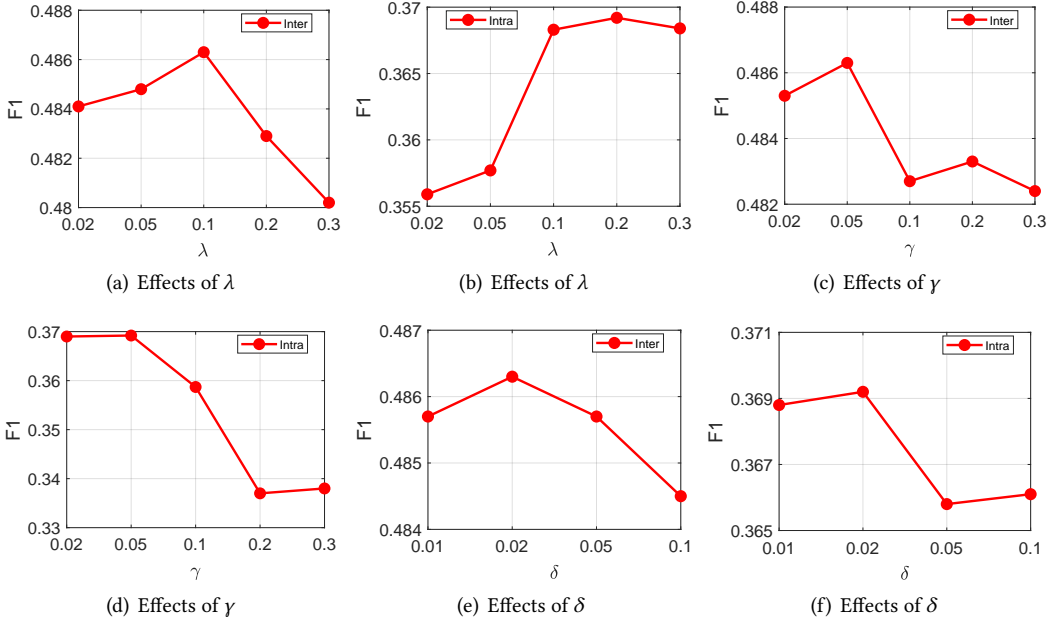 0.488
0.486
0.484
0.482
0.48
F1
Inter
0.02 0.05 0.1 0.2 0.3
λ
(a) Effects of λ
0.37
0.365
0.36
0.355
F1
Intra
0.02 0.05 0.1 0.2 0.3
λ
(b) Effects of λ
0.488
0.486
0.484
0.482
F1
Inter
0.02 0.05 0.1 0.2 0.3
γ
(c) Effects of γ
0.37
0.36
0.35
0.34
0.33
F1
Intra
0.02 0.05 0.1 0.2 0.3
γ
(d) Effects of γ
0.487
0.486
0.485
0.484
F1
Inter
0.01 0.02 0.05 0.1
δ
(e) Effects of δ
0.371
0.369
0.367
0.365
F1
Intra
0.01 0.02 0.05 0.1
δ
(f) Effects of δ